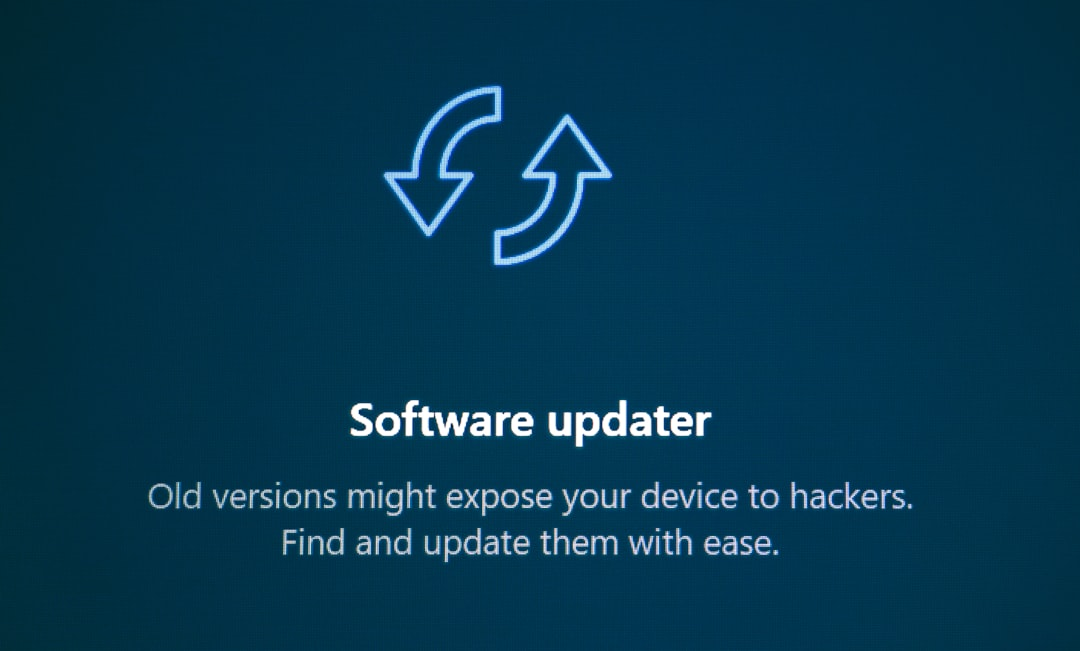 Software updater
Old versions might expose your device to hackers.
Find and update them with ease.